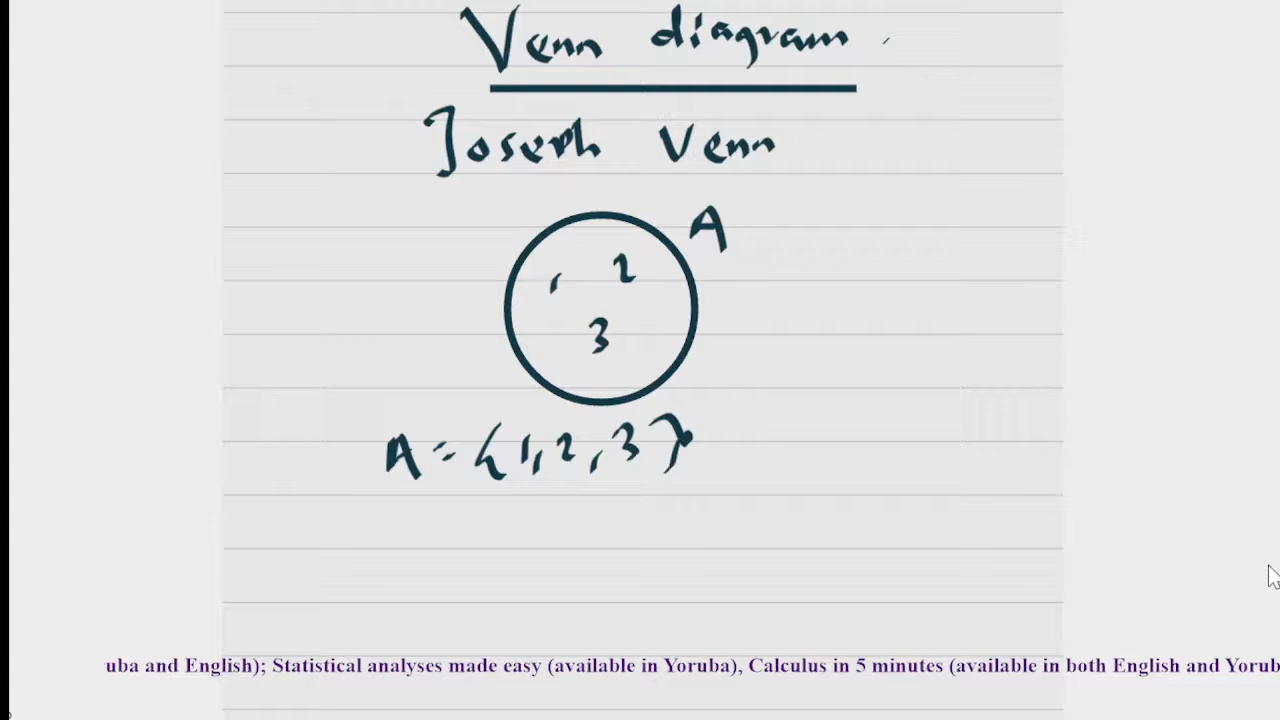 Venn diagram
Joseph Venn
A
1 2
3
A = {1, 2, 3}
uba and English); Statistical analyses made easy (available in Yoruba), Calculus in 5 minutes (available in both English and Yorub